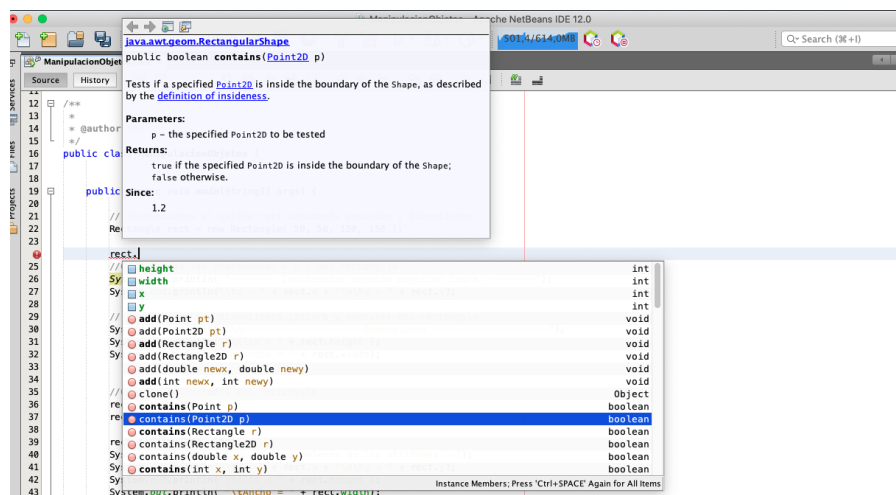 Apache NetBeans IDE 12.0
501,4/614,0MB
Search (⌘+I)
ManipulacionObjet
Source History
Services
Files
Projects
java.awt.geom.RectangularShape
public boolean contains(Point2D p)
Tests if a specified Point2D is inside the boundary of the Shape, as described
by the definition of insideness.
Parameters:
p – the specified Point2D to be tested
Returns:
true if the specified Point2D is inside the boundary of the Shape;
false otherwise.
Since:
1.2
11
12 /**
13 *
14 * @author
15 */
16 public cla
17
18
19 public
20
21 //
22 Re
23
rect.
25 //
26 Sy
27 Sy
28
29 //
30 Sy
31 Sy
32 Sy
33
34
35 //
36 re
37 re
38
39 re
40 Sy
41 Sy
42 Sy
43 System.out.println( "\tAncho = " + rect.width);
height int
width int
x int
y int
add(Point pt) void
add(Point2D pt) void
add(Rectangle r) void
add(Rectangle2D r) void
add(double newx, double newy) void
add(int newx, int newy) void
clone() Object
contains(Point p) boolean
contains(Point2D p) boolean
contains(Rectangle r) boolean
contains(Rectangle2D r) boolean
contains(double x, double y) boolean
contains(int x, int y) boolean
Instance Members; Press 'Ctrl+SPACE' Again for All Items